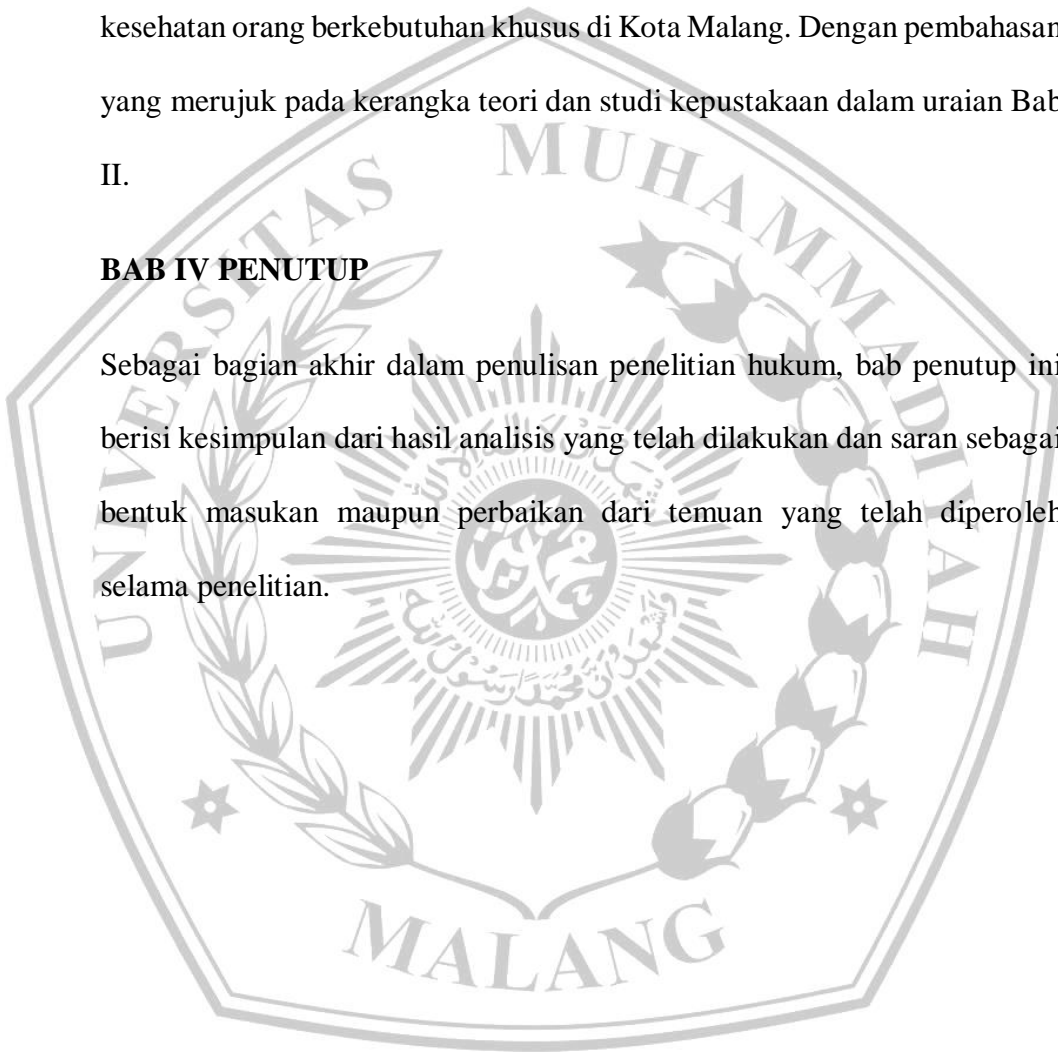 kesehatan orang berkebutuhan khusus di Kota Malang. Dengan pembahasan
yang merujuk pada kerangka teori dan studi kepustakaan dalam uraian Bab
II.
BAB IV PENUTUP
Sebagai bagian akhir dalam penulisan penelitian hukum, bab penutup ini
berisi kesimpulan dari hasil analisis yang telah dilakukan dan saran sebagai
bentuk masukan maupun perbaikan dari temuan yang telah diperoleh
selama penelitian.
UNIVERSITAS MUHAMMADIYAH
MALANG